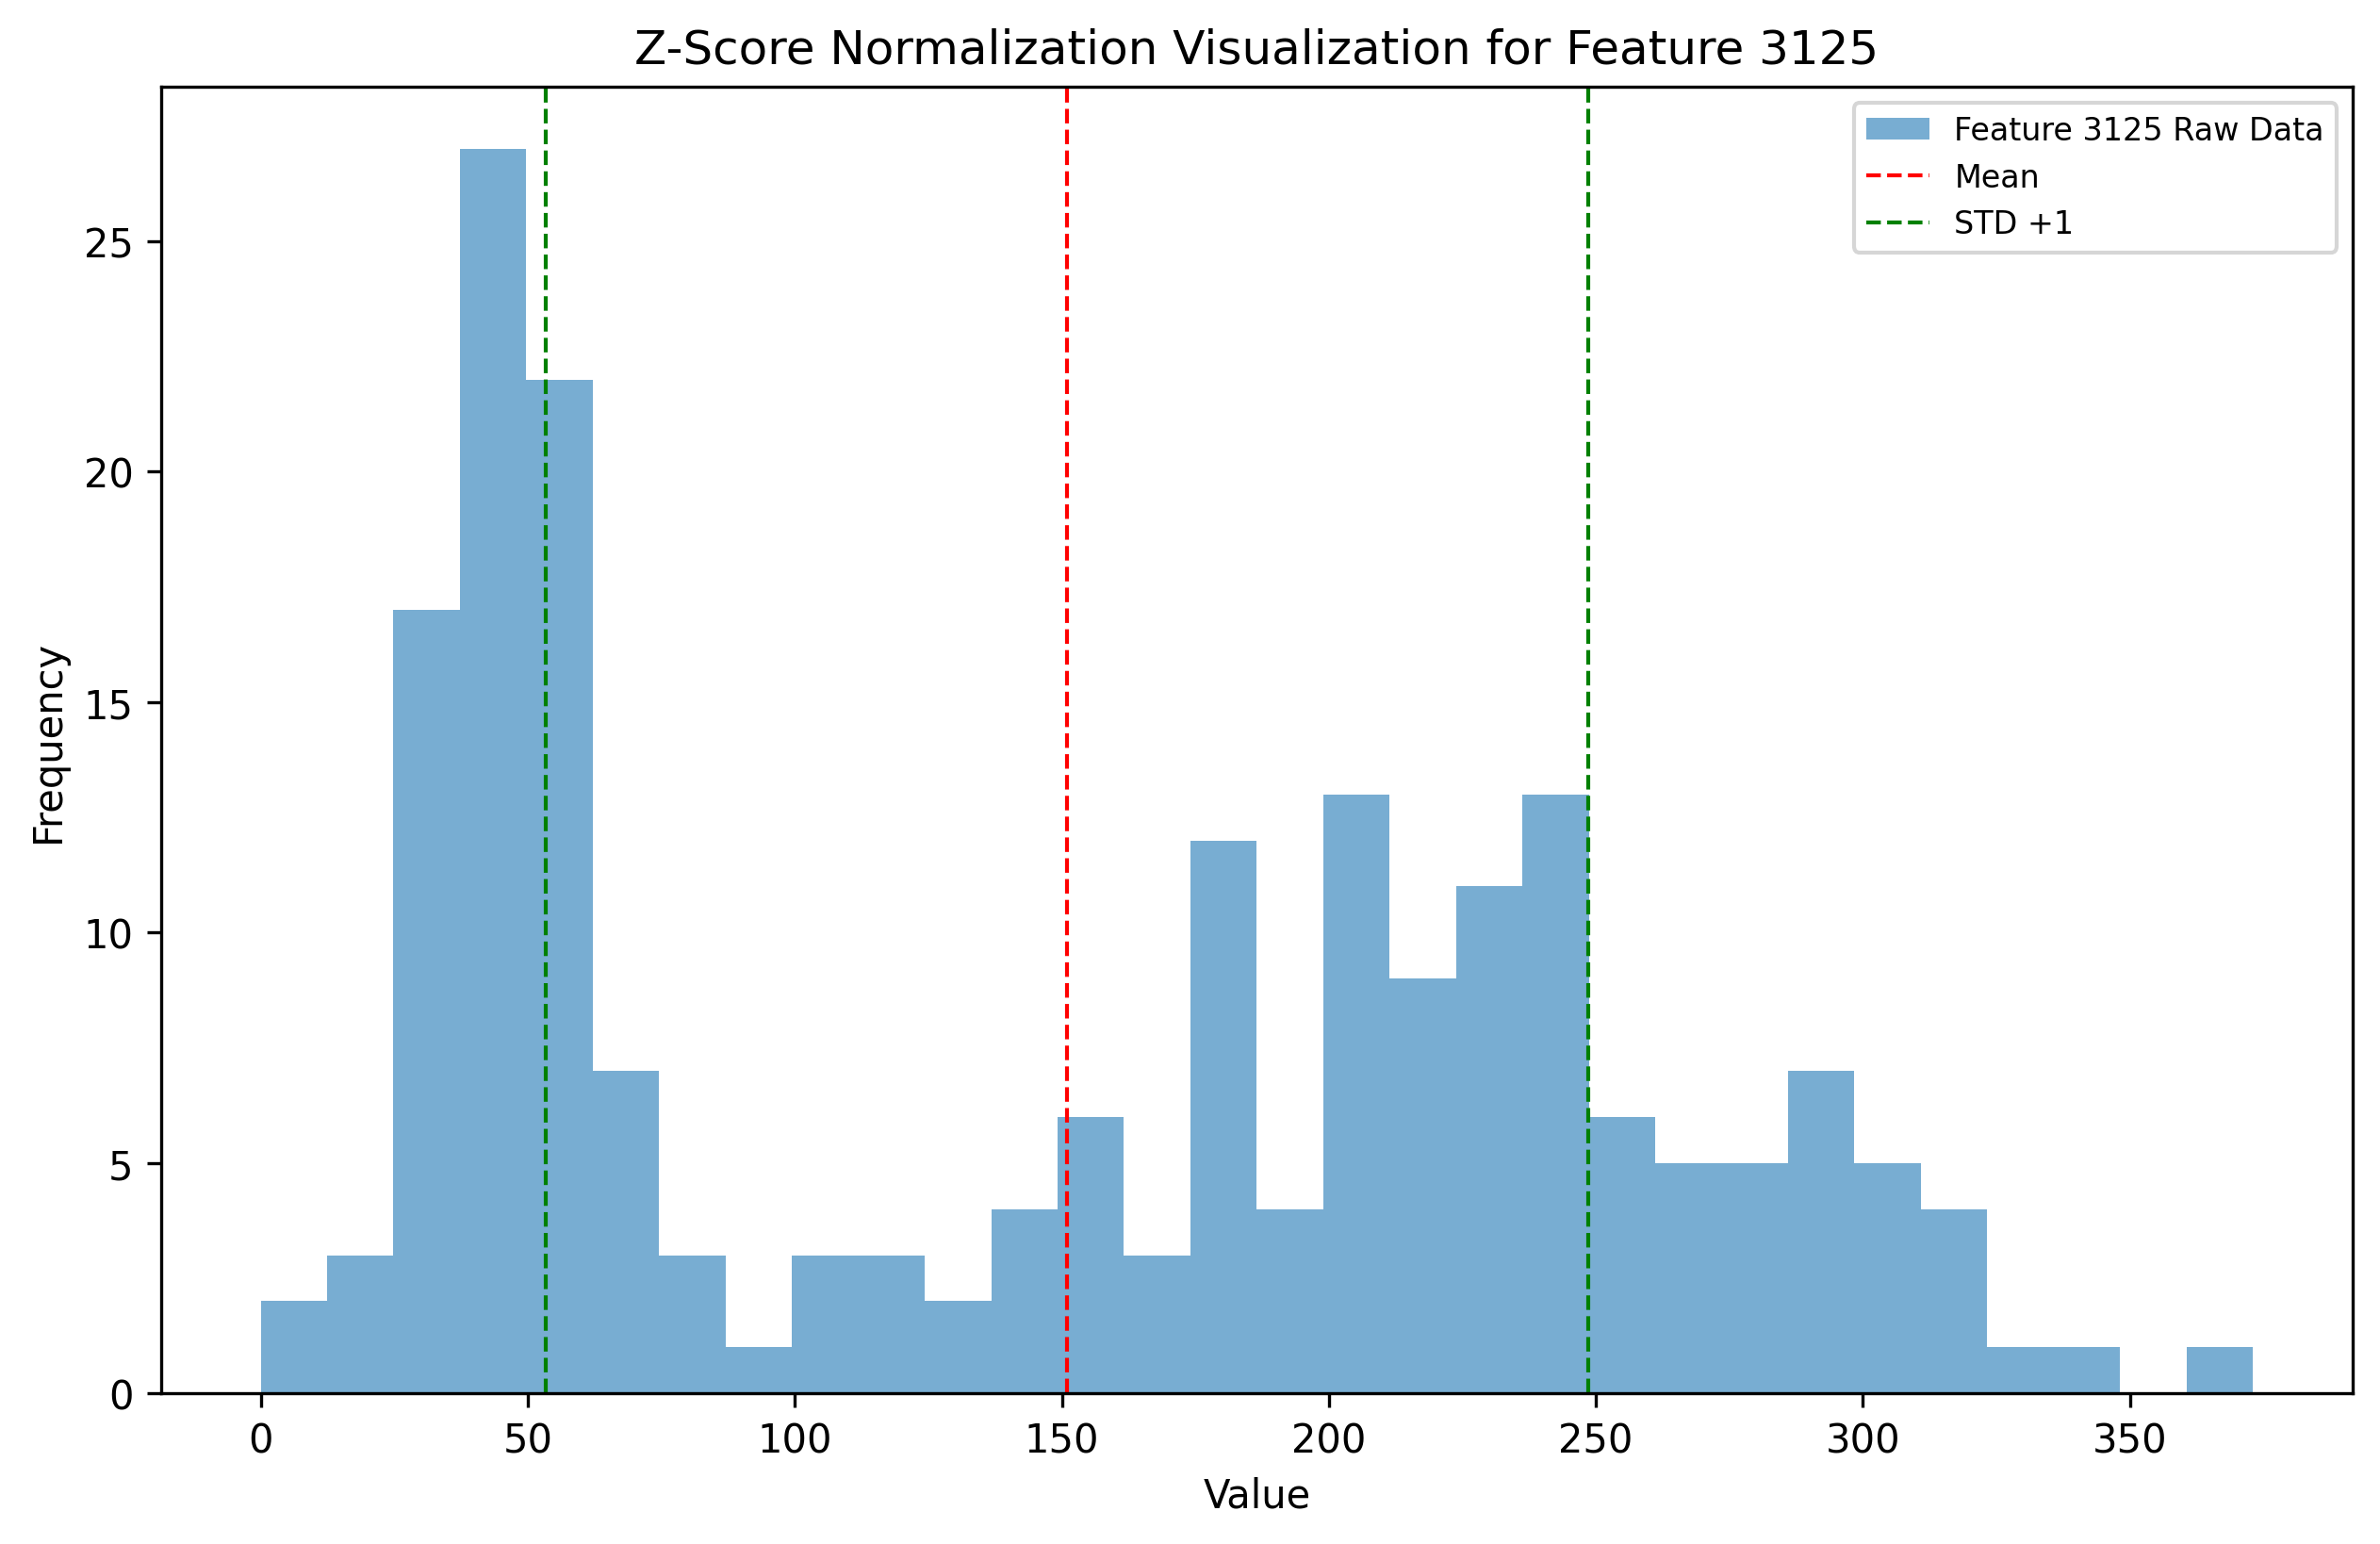 Z-Score Normalization Visualization for Feature 3125
Feature 3125 Raw Data
Mean
STD +1
25
20
15
10
5
0
Frequency
0 50 100 150 200 250 300 350
Value